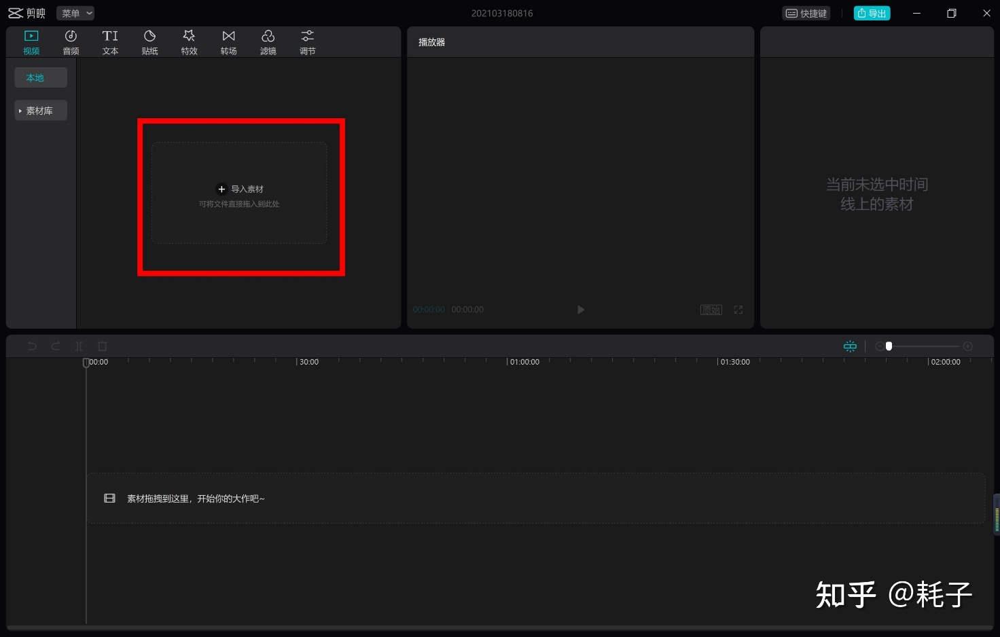 剪映
菜单
202103180816
快捷键
导出
视频
音频
文本
贴纸
特效
转场
滤镜
调节
播放器
本地
素材库
导入素材
可将文件直接拖入到此处
当前未选中时间
线上的素材
00:00:00
00:00:00
原始
00:00
30:00
01:00:00
01:30:00
02:00:00
素材拖拽到这里，开始你的大作吧~
知乎 @耗子